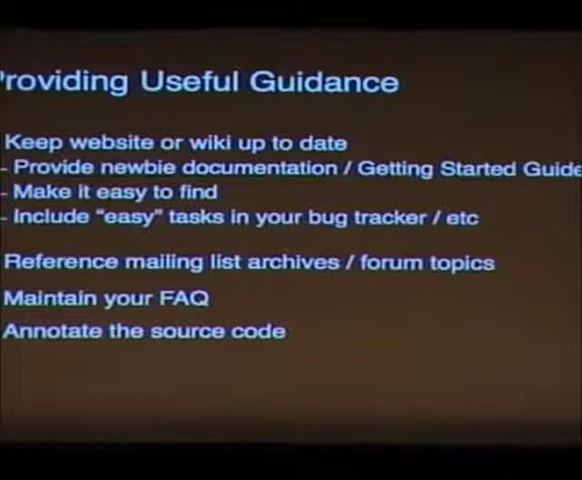 Providing Useful Guidance
Keep website or wiki up to date
- Provide newbie documentation / Getting Started Guide
- Make it easy to find
- Include "easy" tasks in your bug tracker / etc
Reference mailing list archives / forum topics
Maintain your FAQ
Annotate the source code